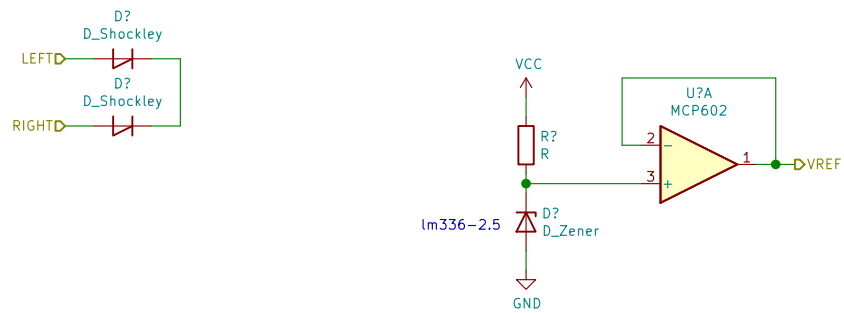 D?
D_Shockley
LEFT
D?
D_Shockley
RIGHT
VCC
R?
R
U?A
MCP602
2
-
1
3
+
VREF
lm336-2.5
D?
D_Zener
GND